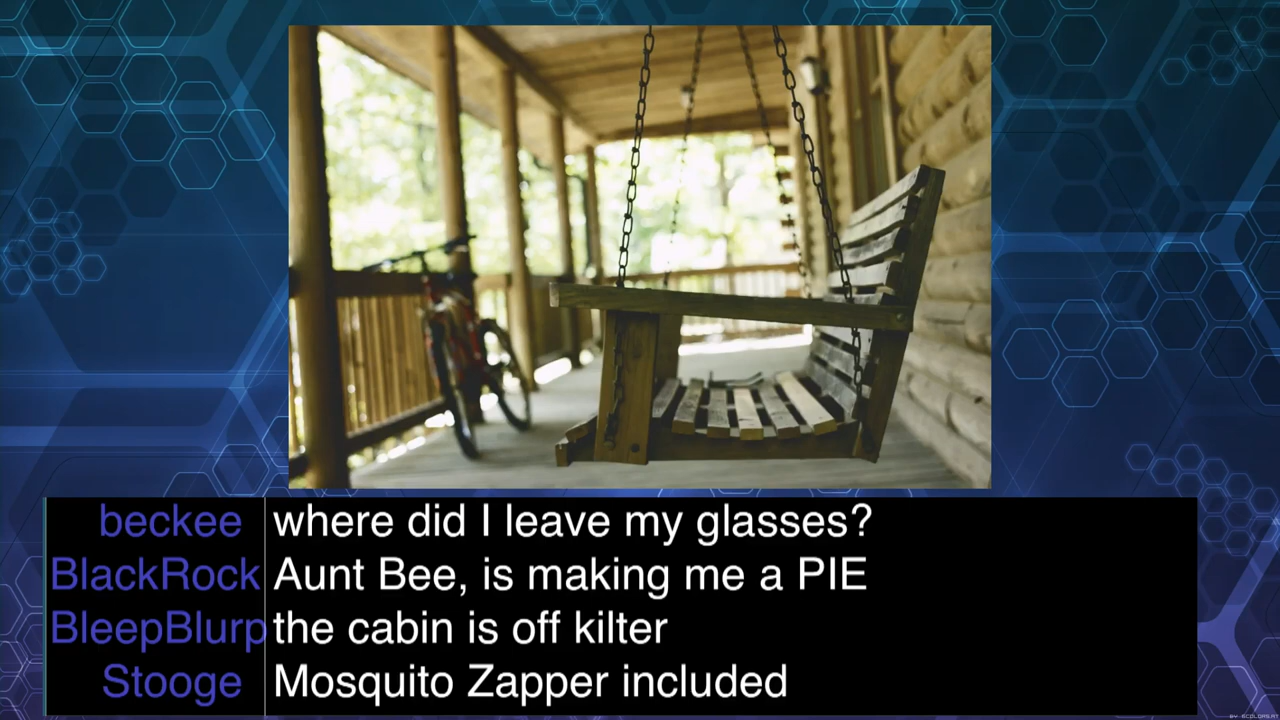 beckee where did I leave my glasses?
BlackRock Aunt Bee, is making me a PIE
BleepBlurp the cabin is off kilter
Stooge Mosquito Zapper included